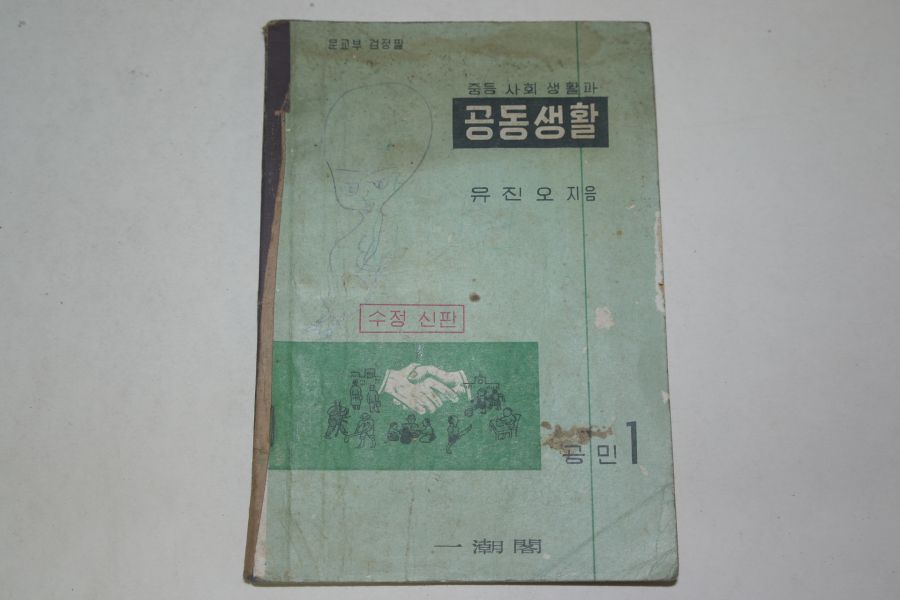 문교부 검정필
중등 사회 생활과
공동생활
유진오 지음
수정 신판
공민 1
一潮閣